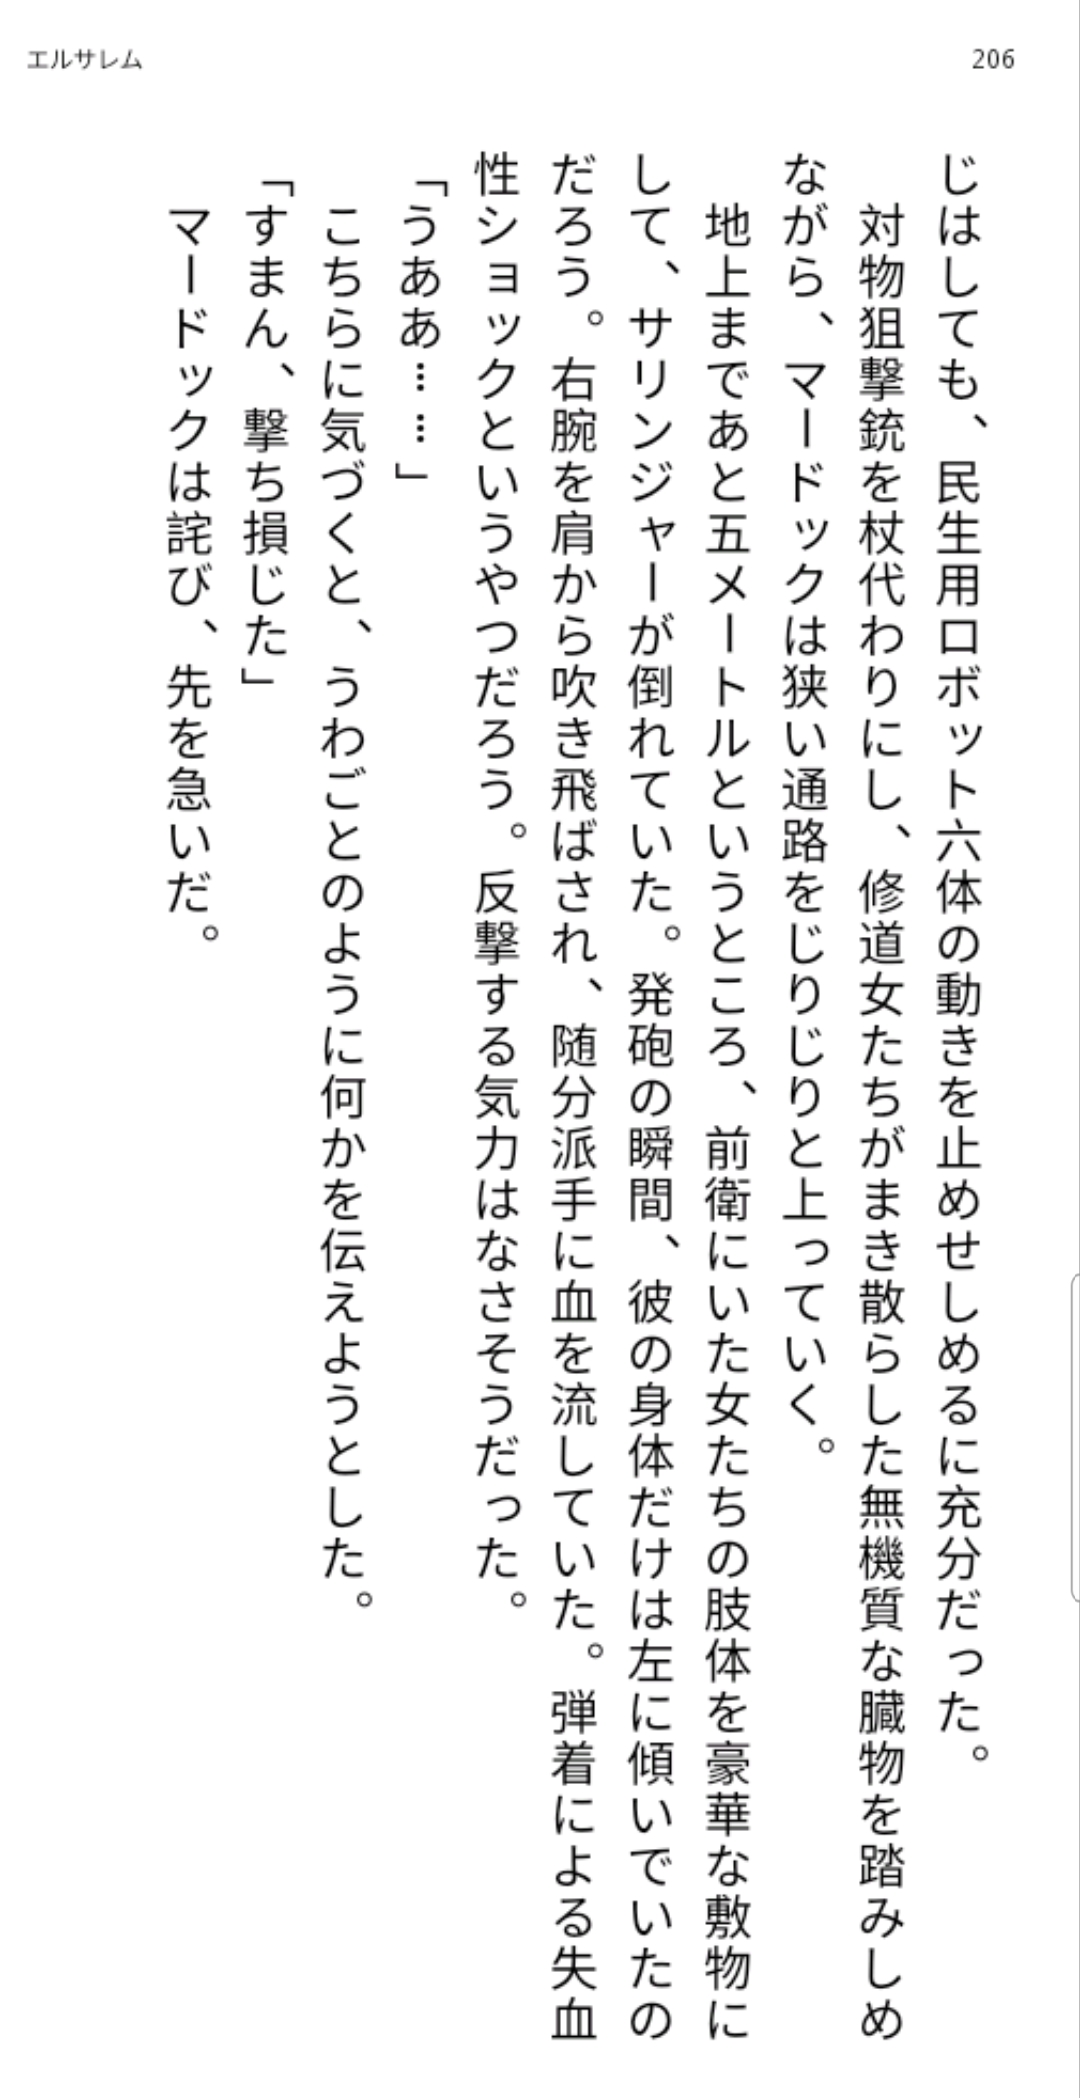 エルサレム
206
じはしても、民生用ロボット六体の動きを止めせしめるに充分だった。
　対物狙撃銃を杖代わりにし、修道女たちがまき散らした無機質な臓物を踏みしめ
ながら、マードックは狭い通路をじりじりと上っていく。
　地上まであと五メートルというところ、前衛にいた女たちの肢体を豪華な敷物に
して、サリンジャーが倒れていた。発砲の瞬間、彼の身体だけは左に傾いでいたの
だろう。右腕を肩から吹き飛ばされ、随分派手に血を流していた。弾着による失血
性ショックというやつだろう。反撃する気力はなさそうだった。
「うああ……」
　こちらに気づくと、うわごとのように何かを伝えようとした。
「すまん、撃ち損じた」
　マードックは詫び、先を急いだ。